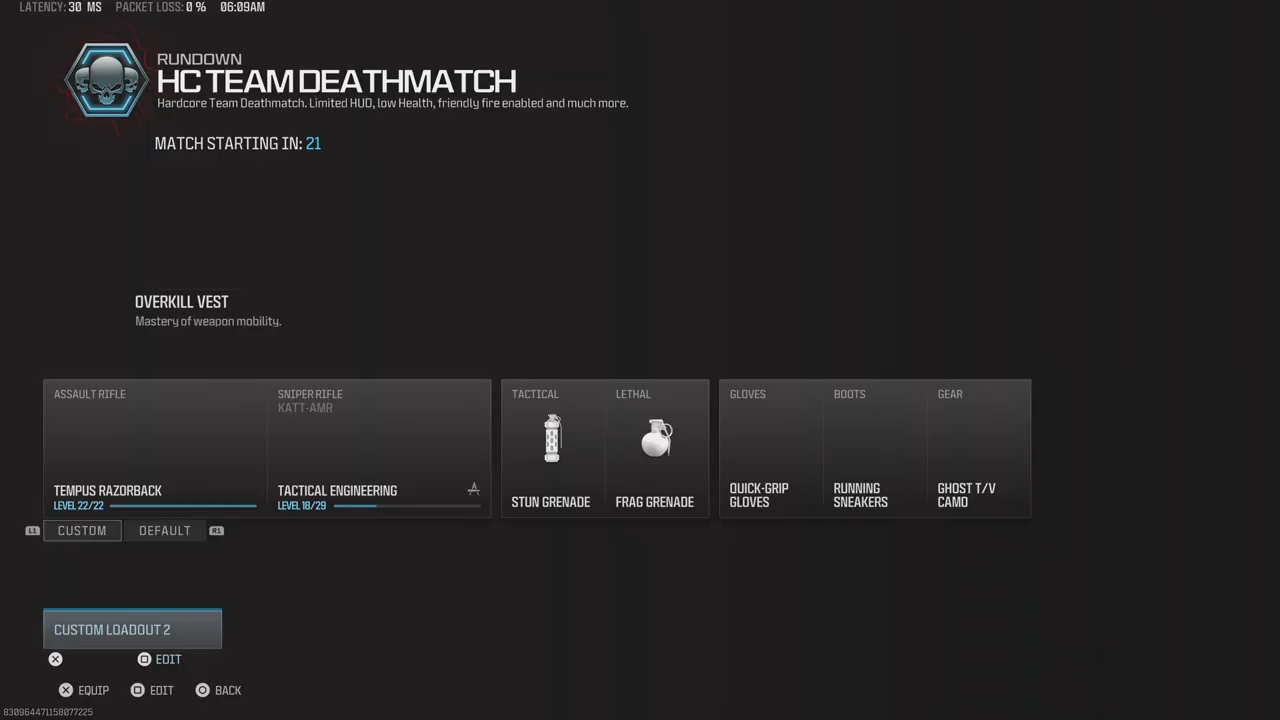 LATENCY: 30 MS PACKET LOSS: 0 % 06:09AM
RUNDOWN
HC TEAM DEATHMATCH
Hardcore Team Deathmatch. Limited HUD, low Health, friendly fire enabled and much more.
MATCH STARTING IN: 21
OVERKILL VEST
Mastery of weapon mobility.
ASSAULT RIFLE
TEMPUS RAZORBACK
LEVEL 22/22
SNIPER RIFLE
KATT-AMR
TACTICAL ENGINEERING
LEVEL 18/29
TACTICAL
STUN GRENADE
LETHAL
FRAG GRENADE
GLOVES
QUICK-GRIP
GLOVES
BOOTS
RUNNING
SNEAKERS
GEAR
GHOST T/V
CAMO
L1 CUSTOM DEFAULT R1
CUSTOM LOADOUT 2
EDIT
EQUIP EDIT BACK
830964471158077225